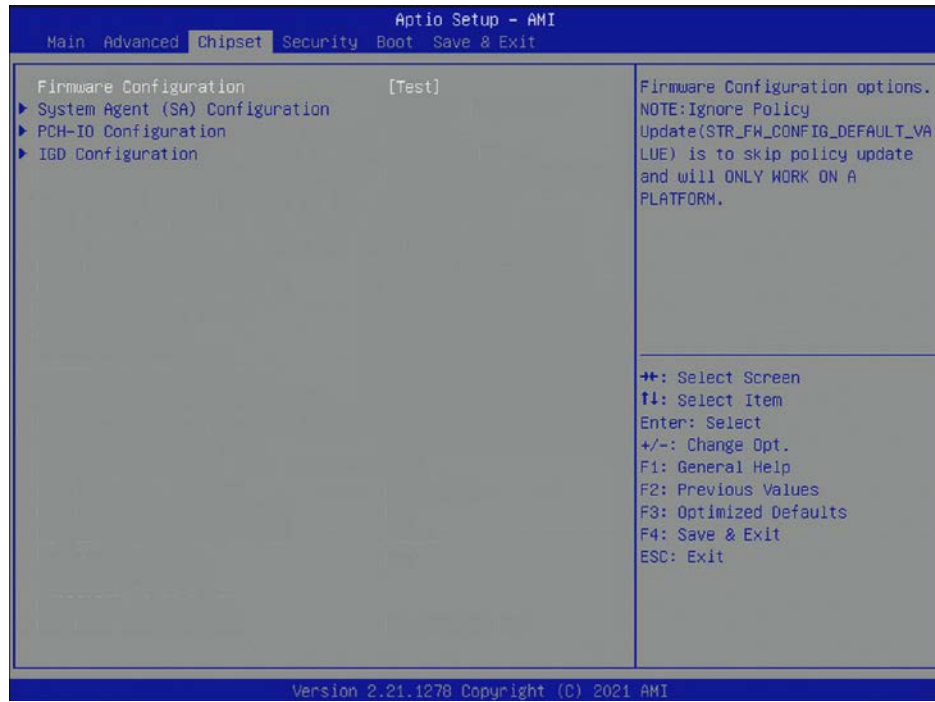 Aptio Setup - AMI
Main Advanced Chipset Security Boot Save & Exit
Firmware Configuration [Test]
System Agent (SA) Configuration
PCH-IO Configuration
IGD Configuration
Firmware Configuration options.
NOTE:Ignore Policy
Update(STR_FW_CONFIG_DEFAULT_VA
LUE) is to skip policy update
and will ONLY WORK ON A
PLATFORM.
→←: Select Screen
↑↓: Select Item
Enter: Select
+/-: Change Opt.
F1: General Help
F2: Previous Values
F3: Optimized Defaults
F4: Save & Exit
ESC: Exit
Version 2.21.1278 Copyright (C) 2021 AMI